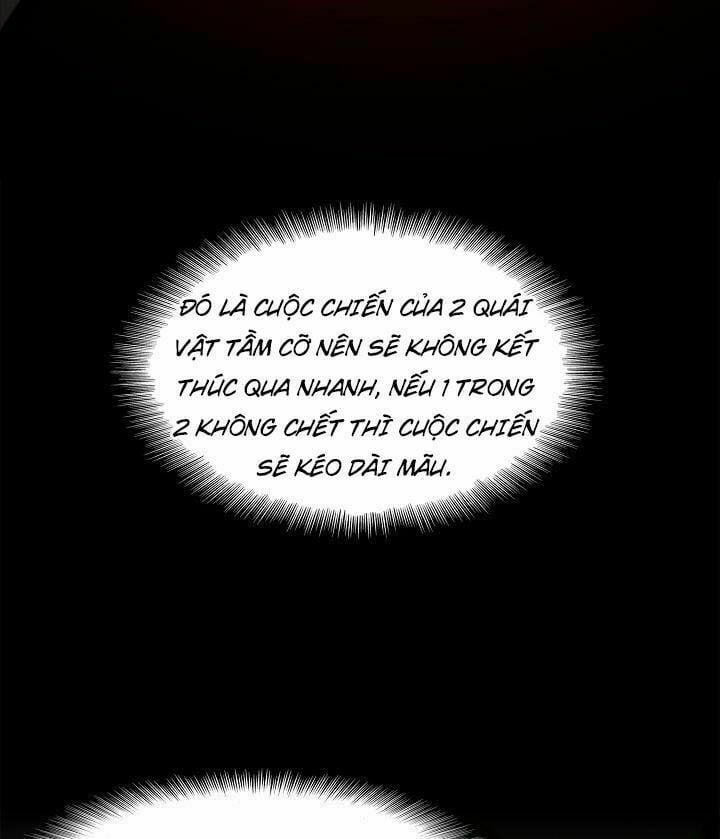 ĐÓ LÀ CUỘC CHIẾN CỦA 2 QUÁI
VẬT TẦM CỠ NÊN SẼ KHÔNG KẾT
THÚC QUA NHANH, NẾU 1 TRONG
2 KHÔNG CHẾT THÌ CUỘC CHIẾN
SẼ KÉO DÀI MÃU.